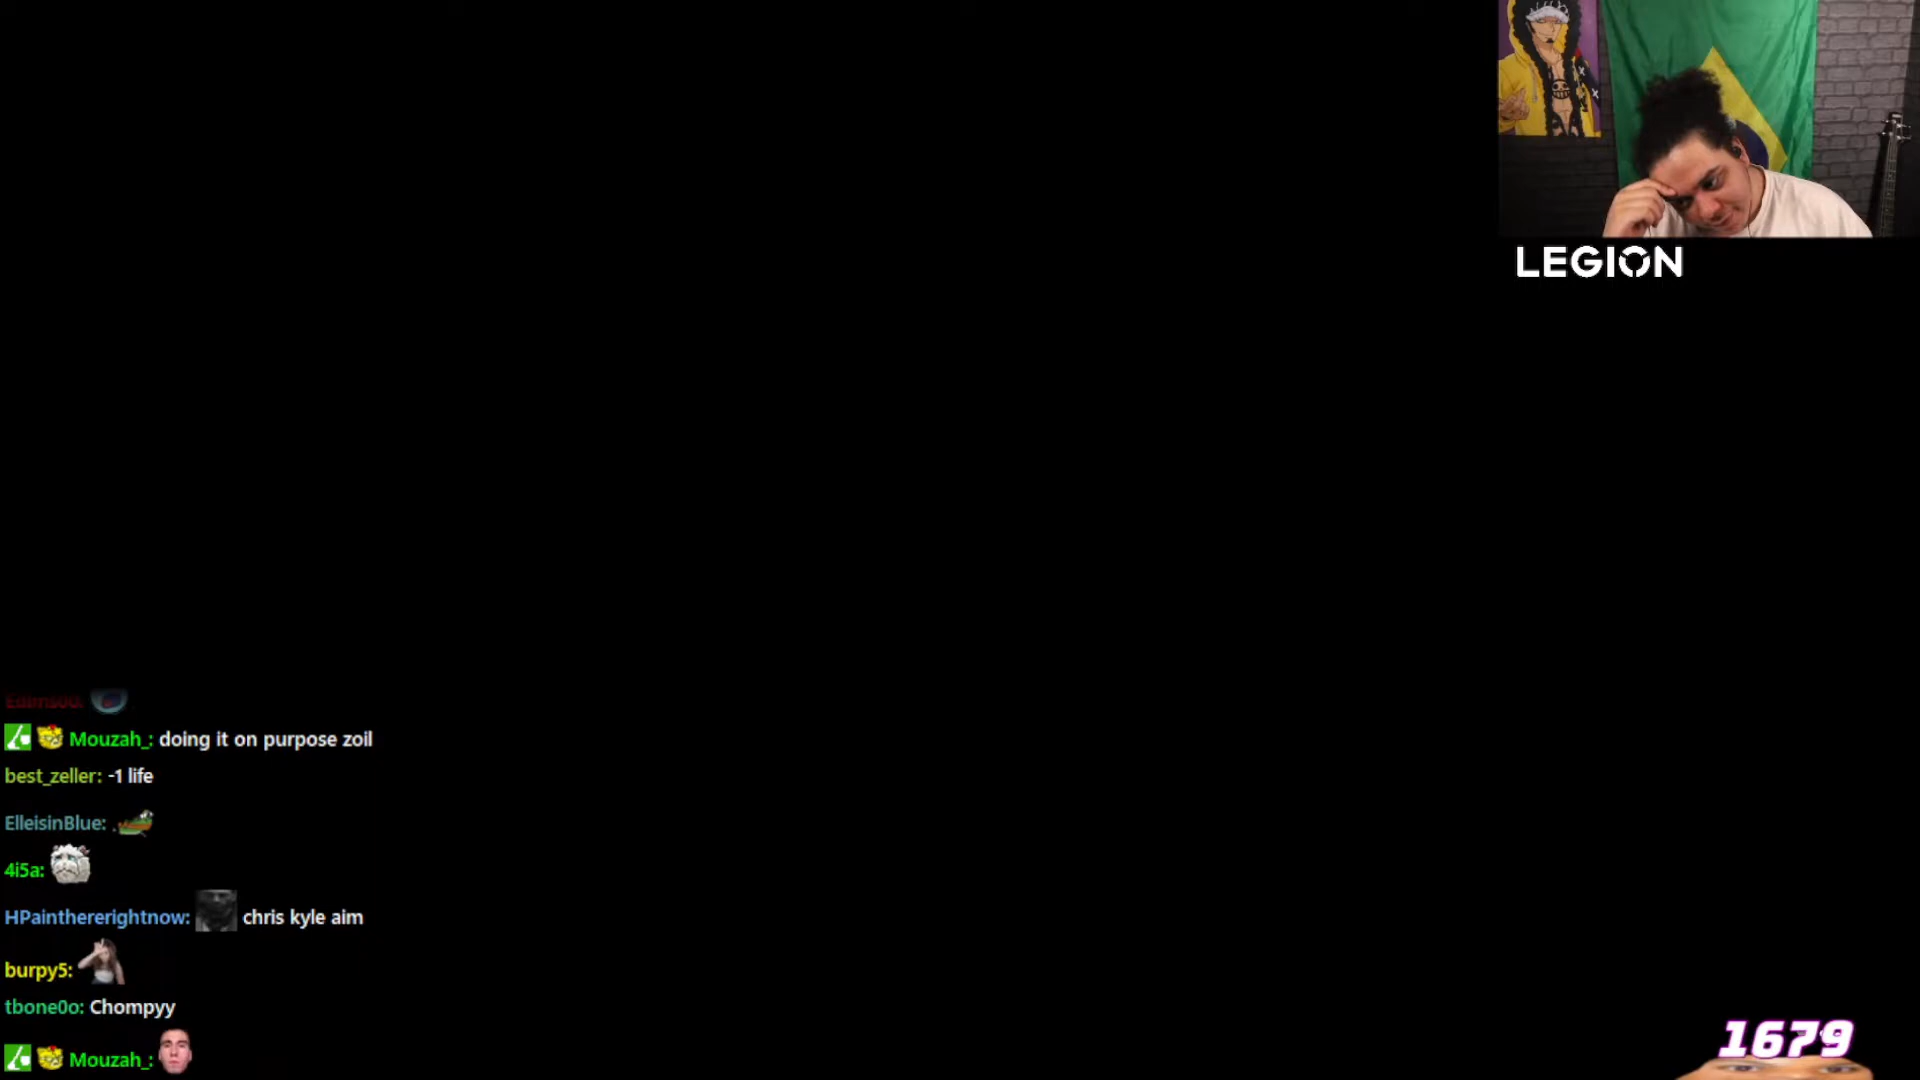 LEGION
Mouzah_: doing it on purpose zoil
best_zeller: -1 life
ElleisinBlue: .
4i5a:
HPainthererightnow: chris kyle aim
burpy5:
tbone0o: Chompyy
Mouzah_:
1679